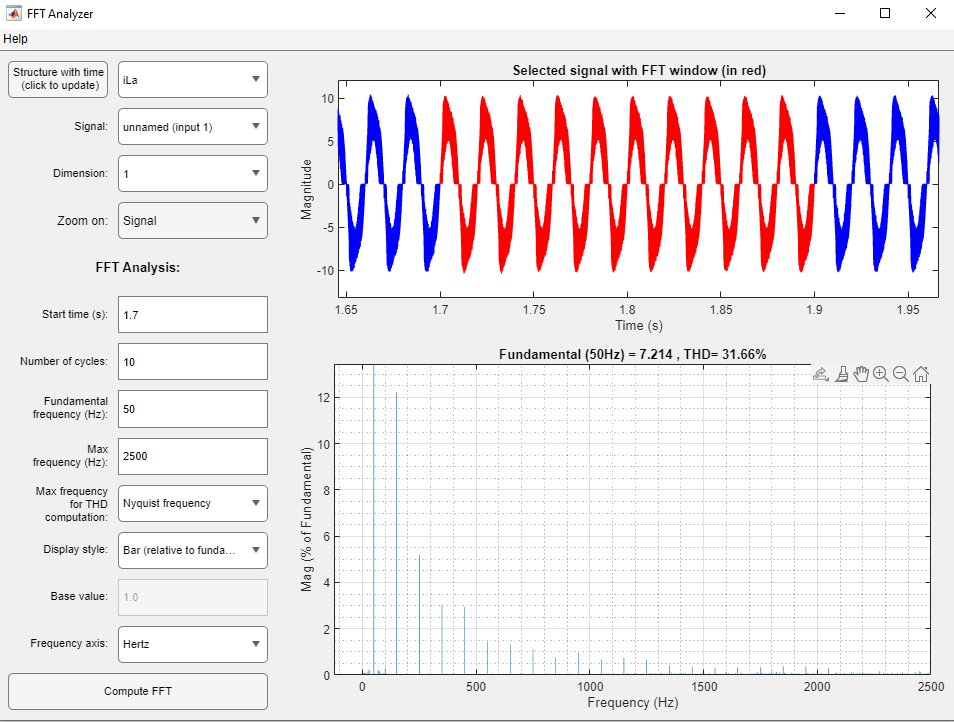 FFT Analyzer
Help
Structure with time
(click to update)
iLa
Signal:
unnamed (input 1)
Dimension:
1
Zoom on:
Signal
FFT Analysis:
Start time (s):
1.7
Number of cycles:
10
Fundamental
frequency (Hz):
50
Max
frequency (Hz):
2500
Max frequency
for THD
computation:
Nyquist frequency
Display style:
Bar (relative to funda...
Base value:
1.0
Frequency axis:
Hertz
Compute FFT
Selected signal with FFT window (in red)
Magnitude
10
5
0
-5
-10
1.65 1.7 1.75 1.8 1.85 1.9 1.95
Time (s)
Fundamental (50Hz) = 7.214 , THD= 31.66%
Mag (% of Fundamental)
12
10
8
6
4
2
0
0 500 1000 1500 2000 2500
Frequency (Hz)